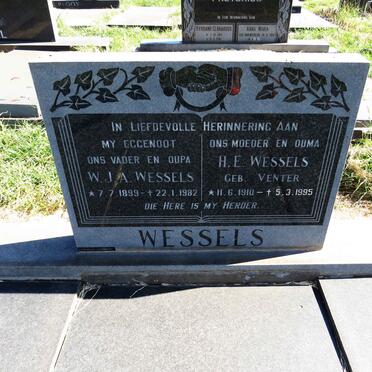 IN LIEFDEVOLLE HERINNERING AAN
MY EGGENOOT
ONS VADER EN OUPA
W.J.A. WESSELS
* 7.7.1899 - + 22.1.1982
ONS MOEDER EN OUMA
H.E. WESSELS
GEB. VENTER
* 11.6.1910 - + 5.3.1995
DIE HERE IS MY HERDER.
WESSELS